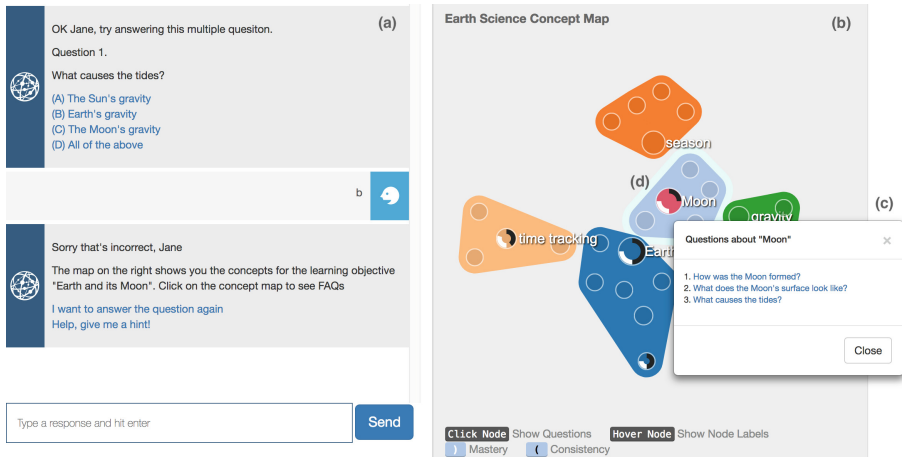 (a)
OK Jane, try answering this multiple quesiton.
Question 1.
What causes the tides?
(A) The Sun's gravity
(B) Earth's gravity
(C) The Moon's gravity
(D) All of the above
b
Sorry that's incorrect, Jane
The map on the right shows you the concepts for the learning objective
"Earth and its Moon". Click on the concept map to see FAQs
I want to answer the question again
Help, give me a hint!
Type a response and hit enter
Send
Earth Science Concept Map
(b)
season
(d)
Moon
gravity
(c)
time tracking
Earth
Questions about "Moon"
×
1. How was the Moon formed?
2. What does the Moon's surface look like?
3. What causes the tides?
Close
Click Node Show Questions Hover Node Show Node Labels
) Mastery ( Consistency